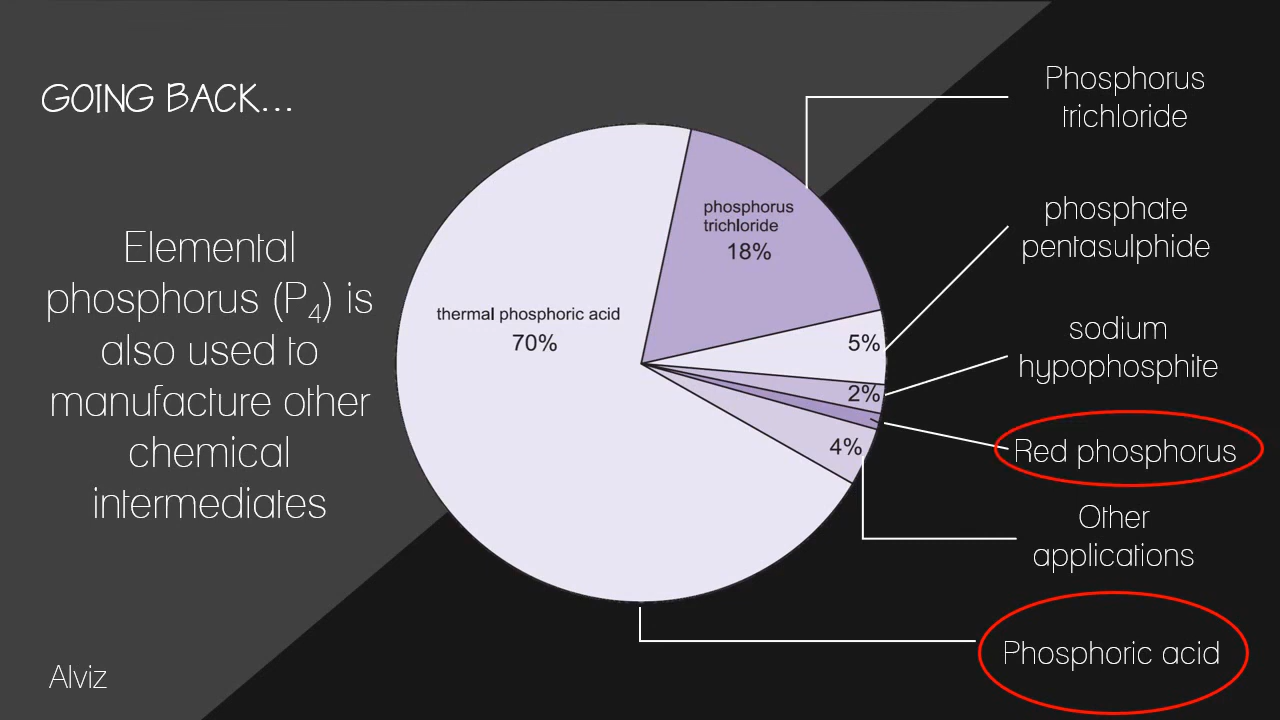 GOING BACK...
Elemental
phosphorus (P₄) is
also used to
manufacture other
chemical
intermediates
Alviz
phosphorus
trichloride
18%
thermal phosphoric acid
70%
5%
2%
4%
Phosphorus
trichloride
phosphate
pentasulphide
sodium
hypophosphite
Red phosphorus
Other
applications
Phosphoric acid